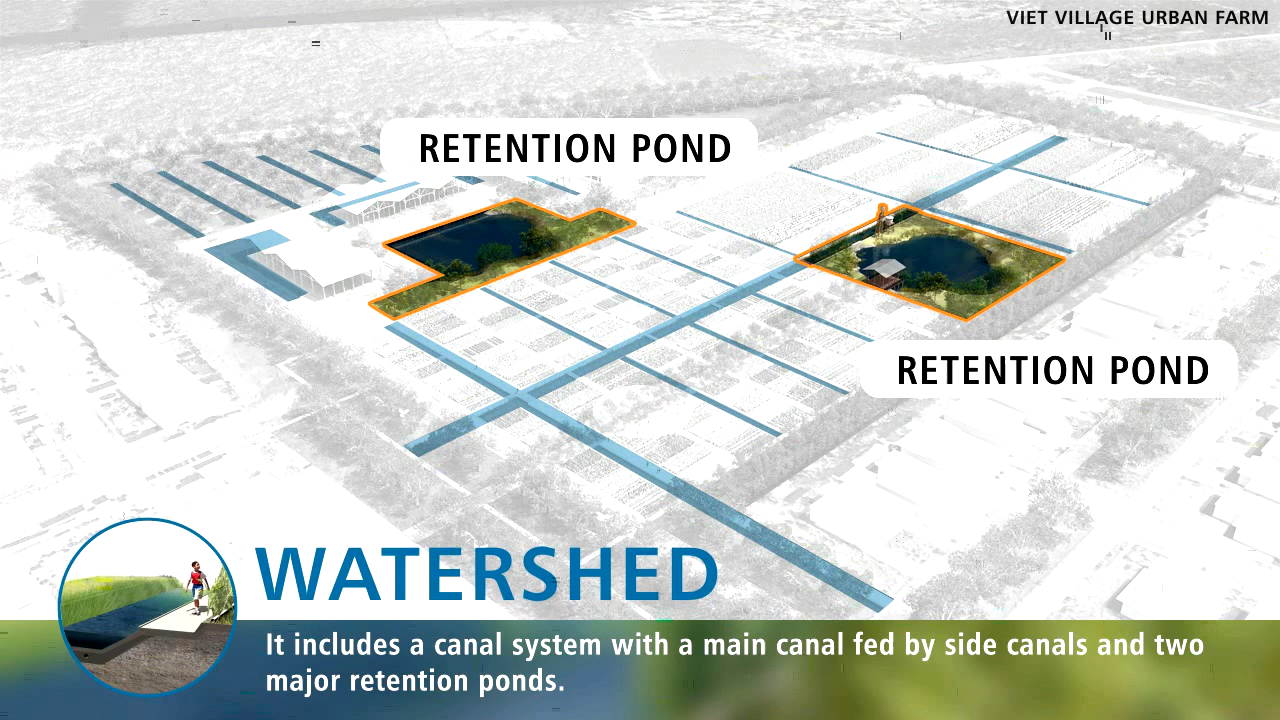 VIET VILLAGE URBAN FARM
RETENTION POND
RETENTION POND
WATERSHED
It includes a canal system with a main canal fed by side canals and two
major retention ponds.